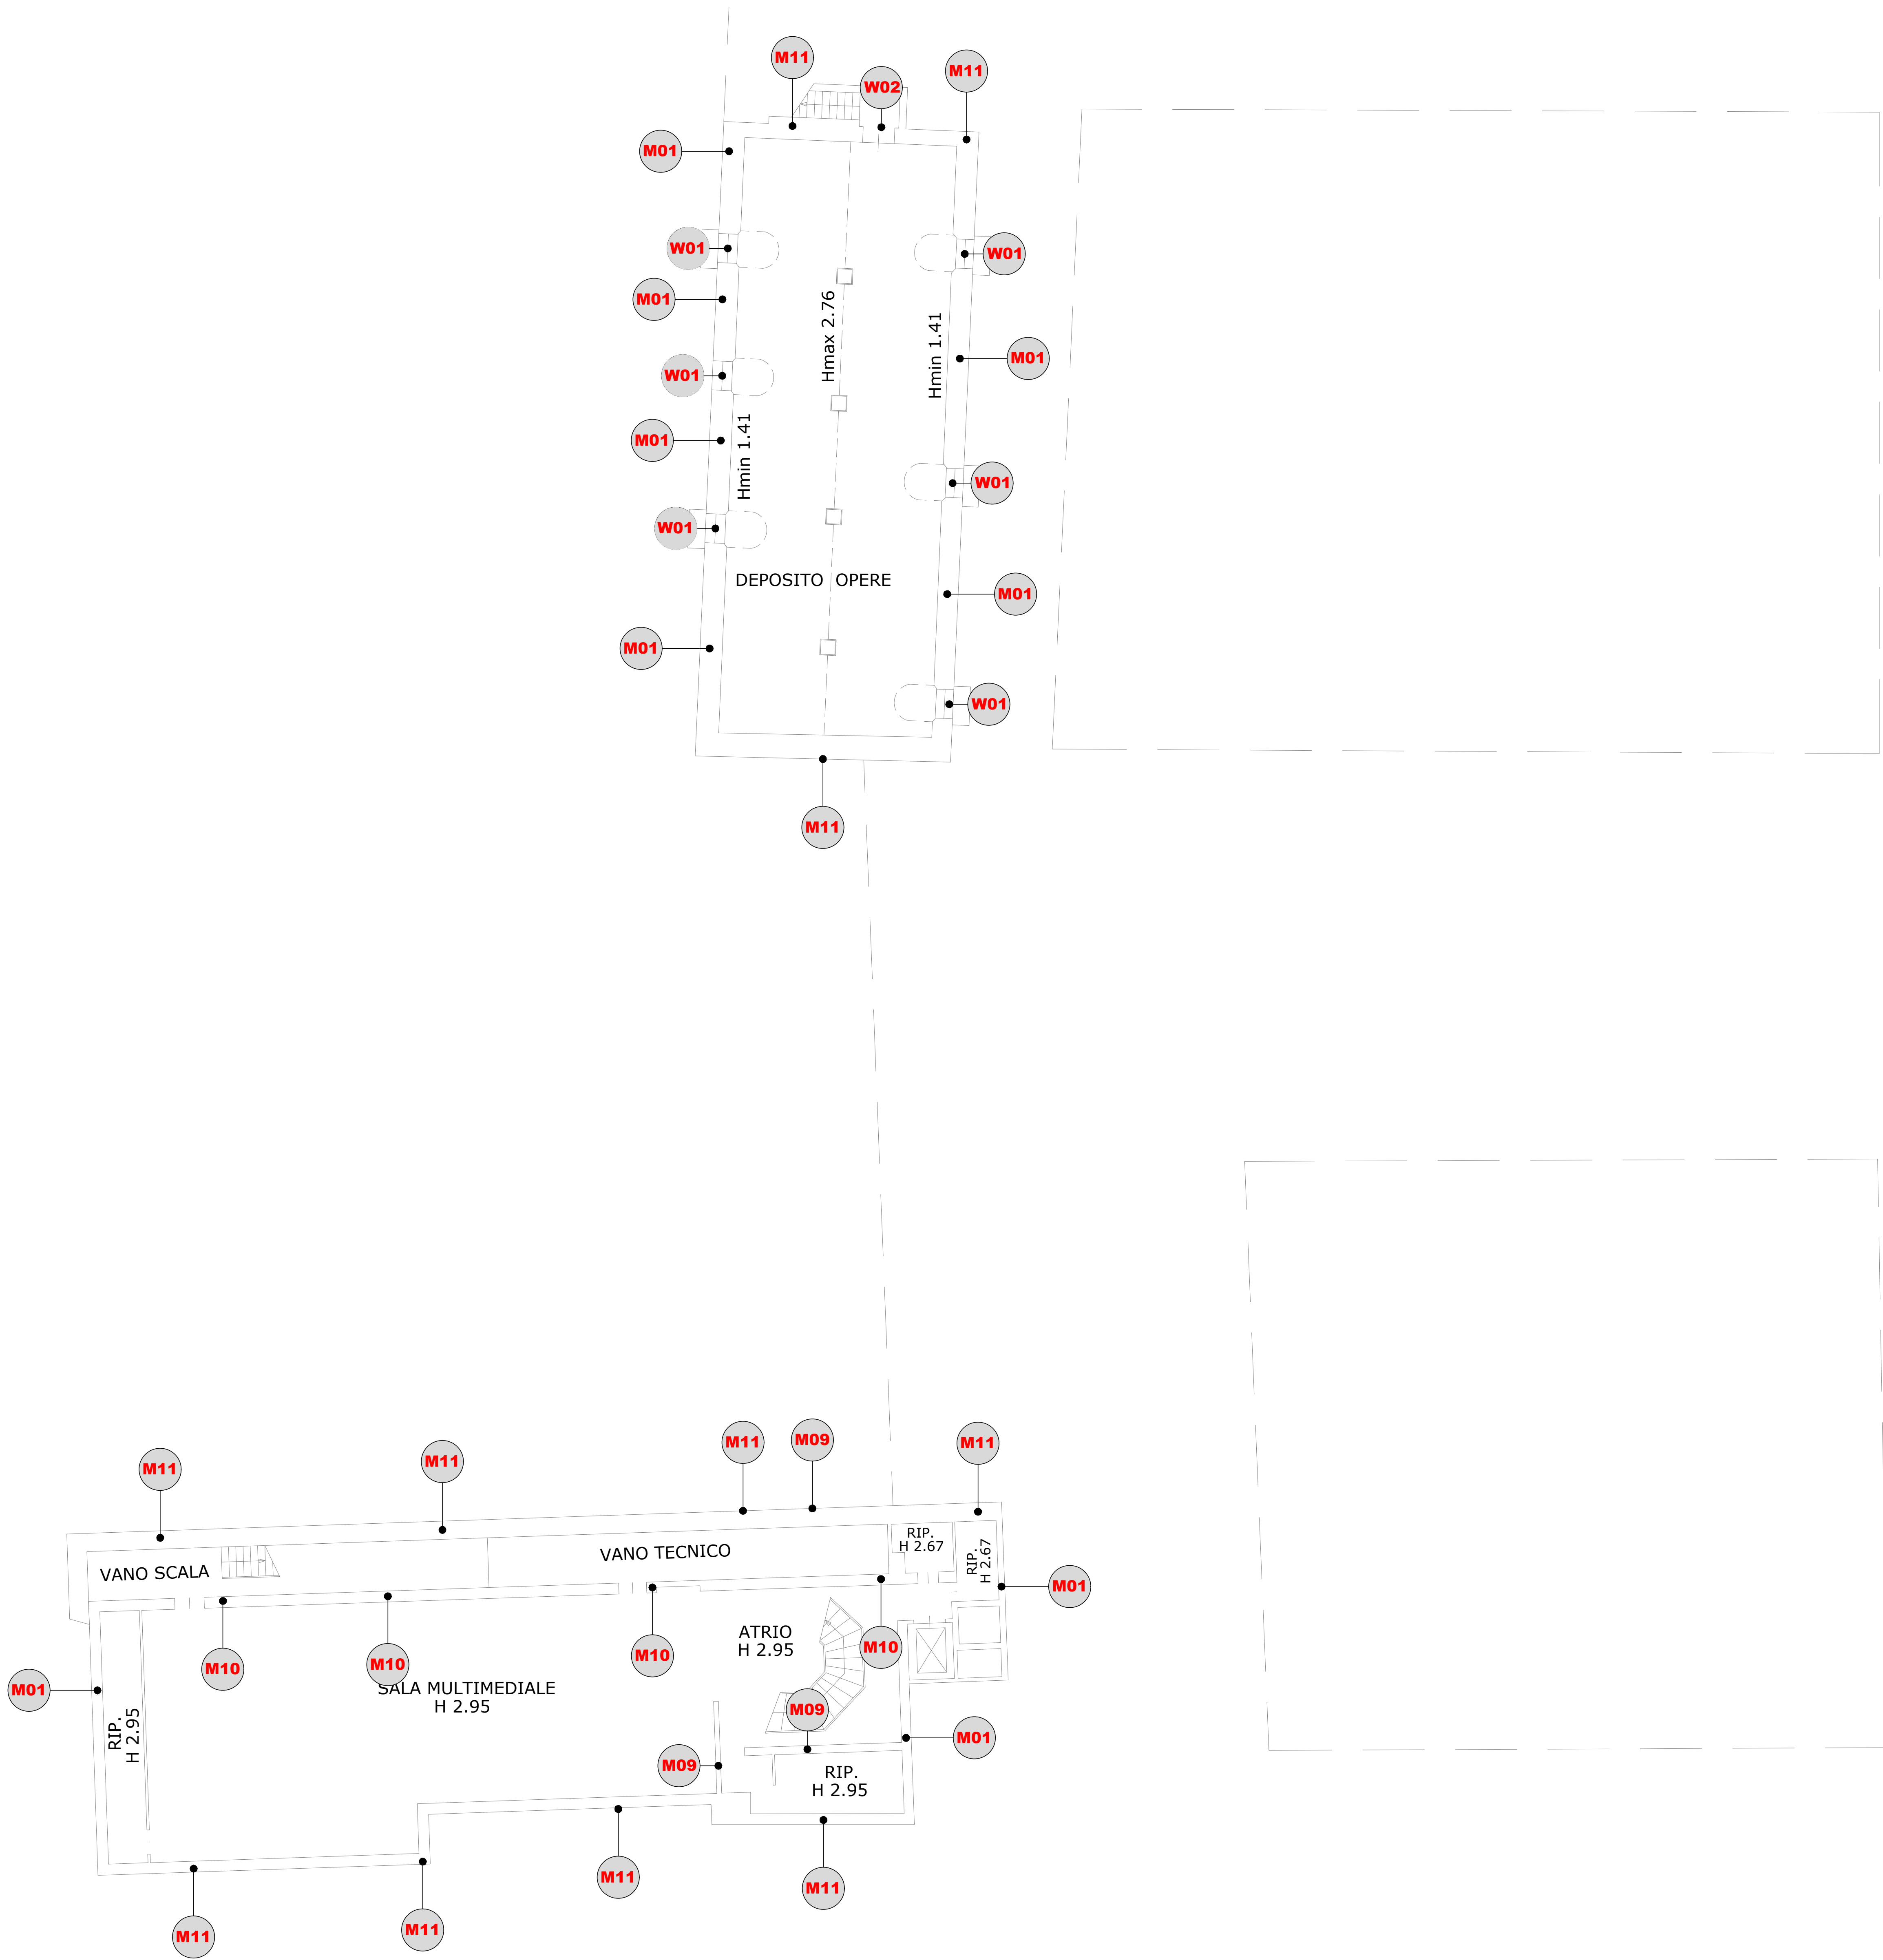 M11
M11
W02
M01
W01
W01
M01
Hmax 2.76
Hmin 1.41
M01
W01
M01
Hmin 1.41
W01
W01
DEPOSITO OPERE
M01
M01
W01
M11
M11
M09
M11
M11
M11
RIP.
H 2.67
RIP.
H 2.67
VANO TECNICO
VANO SCALA
M01
ATRIO
H 2.95
M10
M10
M10
M10
M01
SALA MULTIMEDIALE
H 2.95
RIP.
H 2.95
M09
M01
M09
RIP.
H 2.95
M11
M11
M11
M11